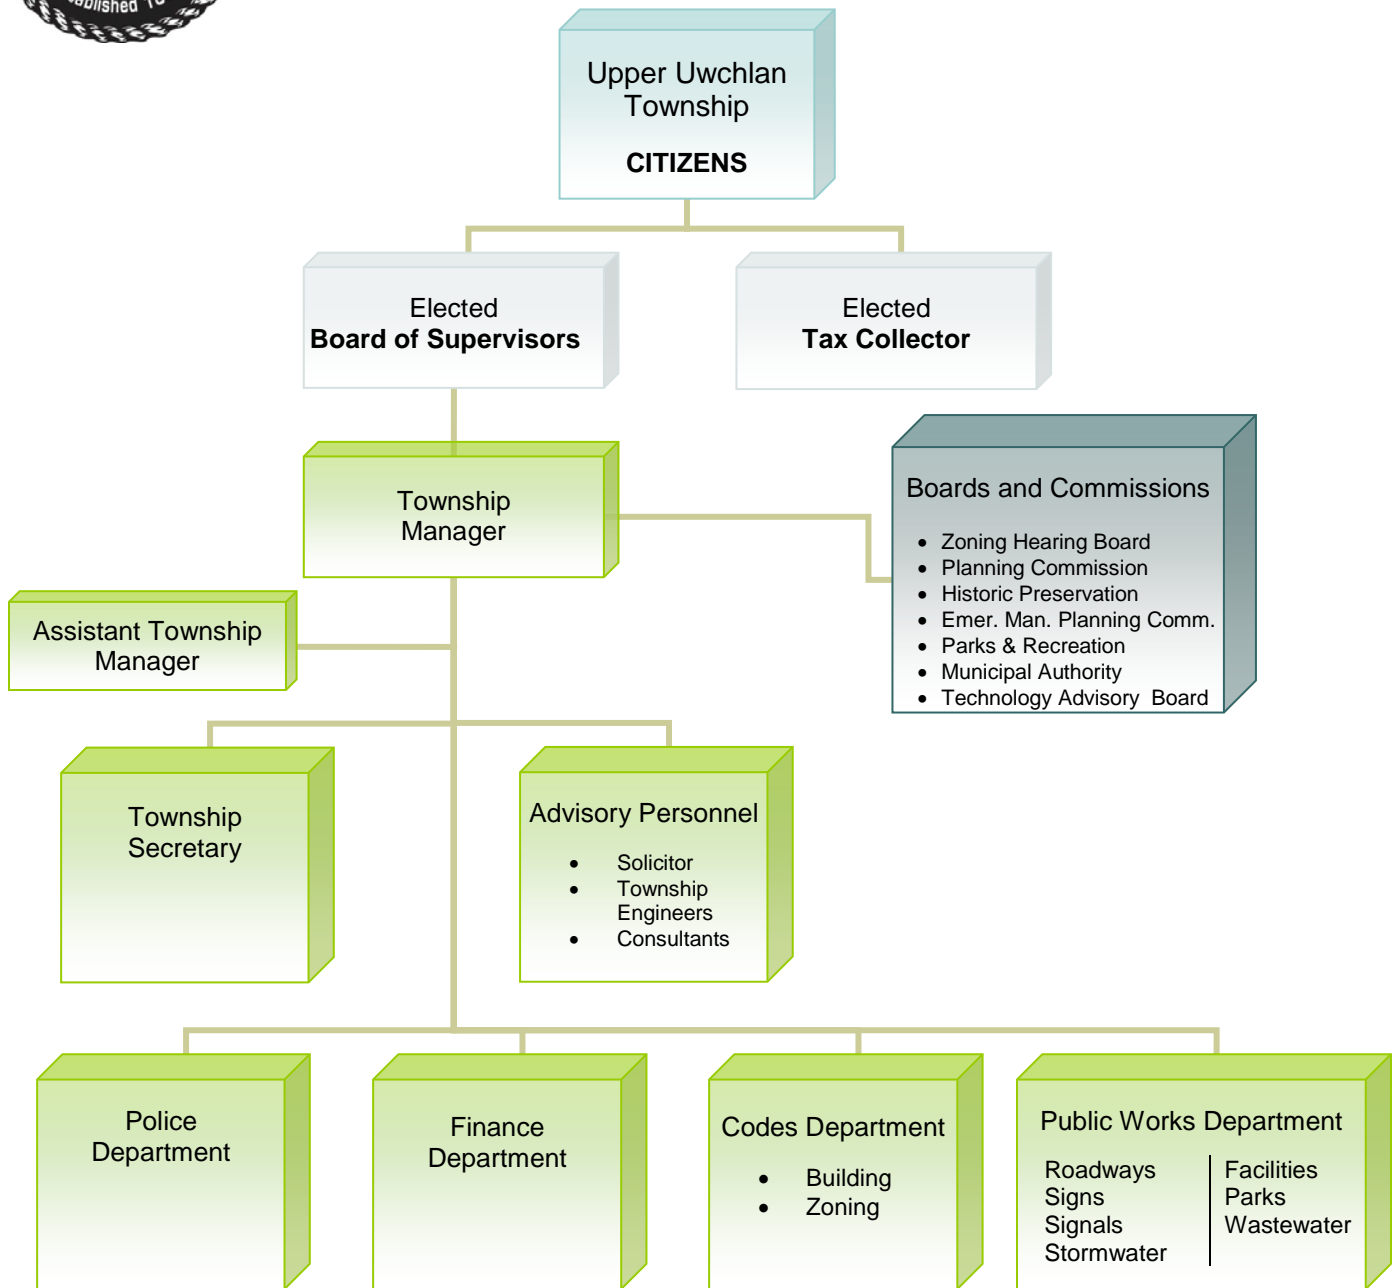 Established 18
Upper Uwchlan
Township
CITIZENS
Elected
Board of Supervisors
Elected
Tax Collector
Township
Manager
Boards and Commissions
• Zoning Hearing Board
• Planning Commission
• Historic Preservation
• Emer. Man. Planning Comm.
• Parks & Recreation
• Municipal Authority
• Technology Advisory Board
Assistant Township
Manager
Township
Secretary
Advisory Personnel
• Solicitor
• Township
Engineers
• Consultants
Police
Department
Finance
Department
Codes Department
• Building
• Zoning
Public Works Department
Roadways
Signs
Signals
Stormwater
Facilities
Parks
Wastewater